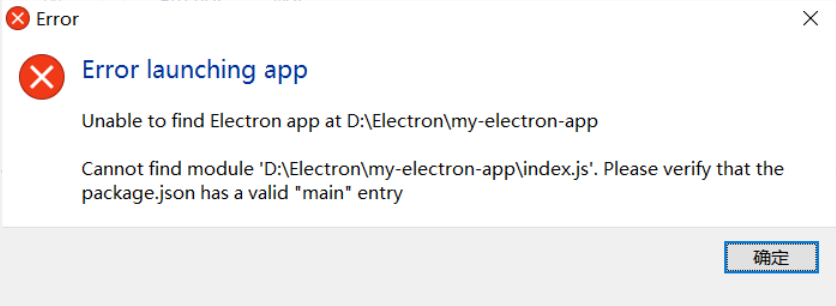 Error
Error launching app
Unable to find Electron app at D:\Electron\my-electron-app
Cannot find module 'D:\Electron\my-electron-app\index.js'. Please verify that the
package.json has a valid "main" entry
确定